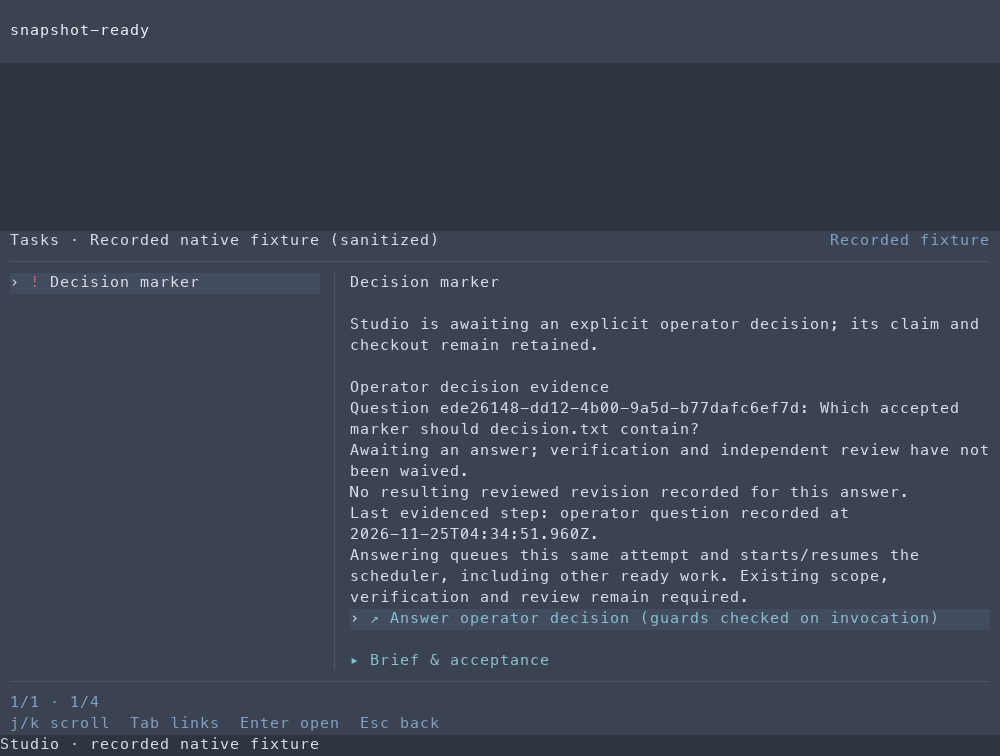 snapshot-ready
Tasks · Recorded native fixture (sanitized)
Recorded fixture
› ! Decision marker
Decision marker
Studio is awaiting an explicit operator decision; its claim and
checkout remain retained.
Operator decision evidence
Question ede26148-dd12-4b00-9a5d-b77dafc6ef7d: Which accepted
marker should decision.txt contain?
Awaiting an answer; verification and independent review have not
been waived.
No resulting reviewed revision recorded for this answer.
Last evidenced step: operator question recorded at
2026-11-25T04:34:51.960Z.
Answering queues this same attempt and starts/resumes the
scheduler, including other ready work. Existing scope,
verification and review remain required.
› ↗ Answer operator decision (guards checked on invocation)
▸ Brief & acceptance
1/1 · 1/4
j/k scroll  Tab links  Enter open  Esc back
Studio · recorded native fixture